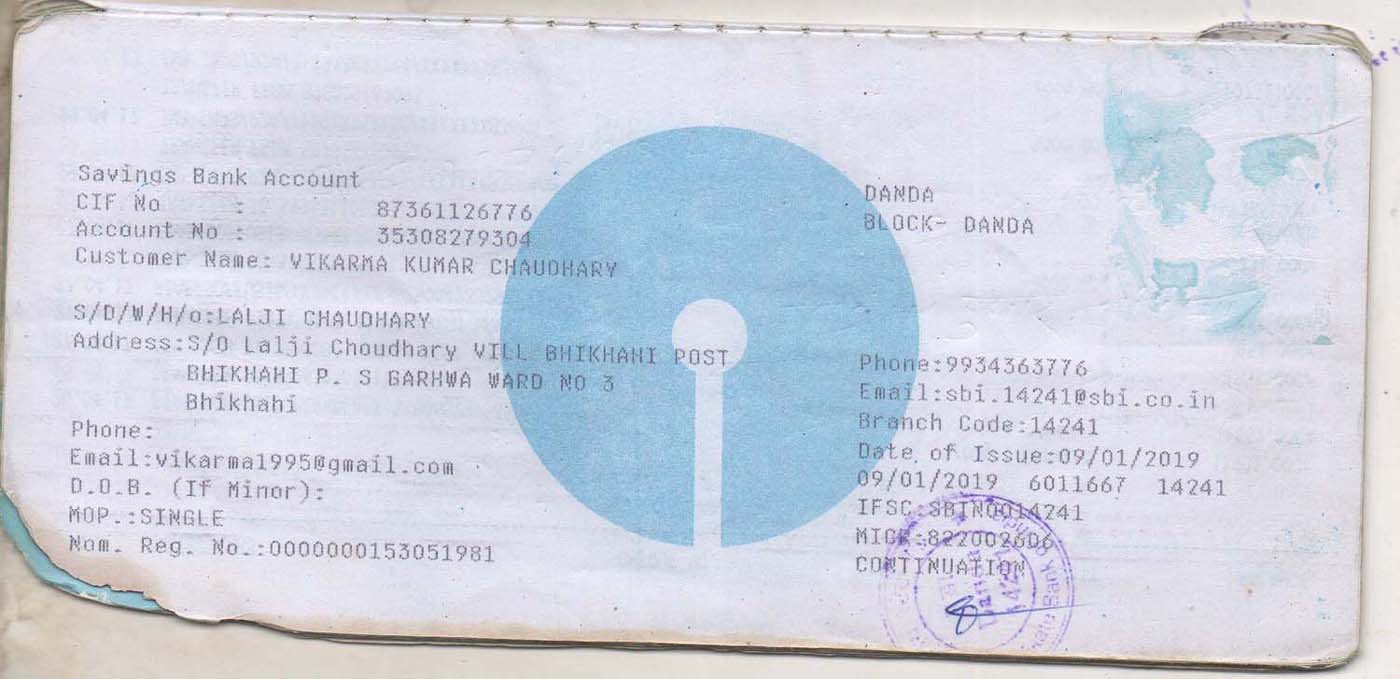 Savings Bank Account
CIF No : 87361126776
Account No : 35308279304
Customer Name: VIKARMA KUMAR CHAUDHARY
S/D/W/H/o:LALJI CHAUDHARY
Address:S/O Lalji Choudhary VILL BHIKHAHI POST
BHIKHAHI P. S GARHWA WARD NO 3
Bhikhahi
Phone:
Email:vikarma1995@gmail.com
D.O.B. (If Minor):
MOP.:SINGLE
Nom. Reg. No.:0000000153051981
DANDA
BLOCK- DANDA
Phone:9934363776
Email:sbi.14241@sbi.co.in
Branch Code:14241
Date of Issue:09/01/2019
09/01/2019 6011667 14241
IFSC:SBIN0014241
MICR:822002606
CONTINUATION